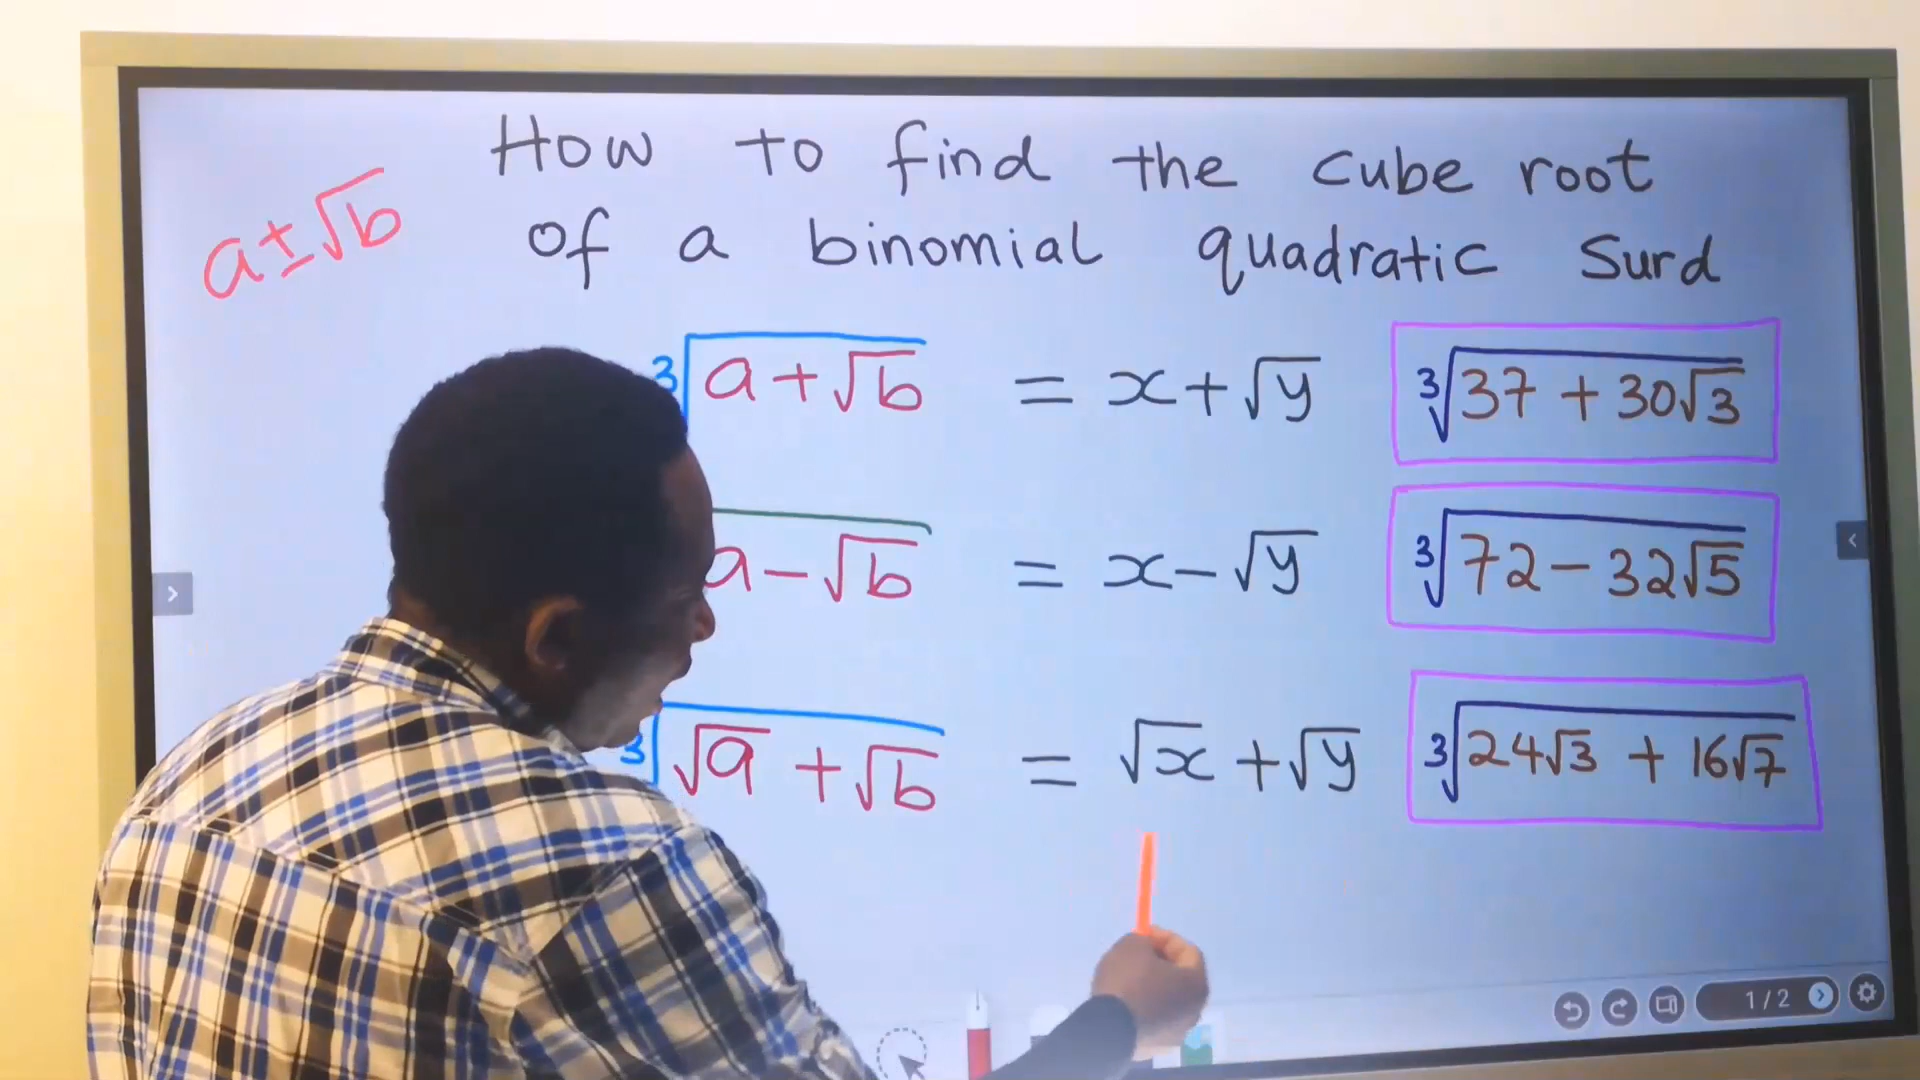 How to find the cube root
a±√b of a binomial quadratic Surd
∛(a+√b) = x+√y ∛(37 + 30√3)
a−√b = x−√y ∛(72−32√5)
∛(√a +√b) = √x+√y ∛(24√3 + 16√7)
1/2